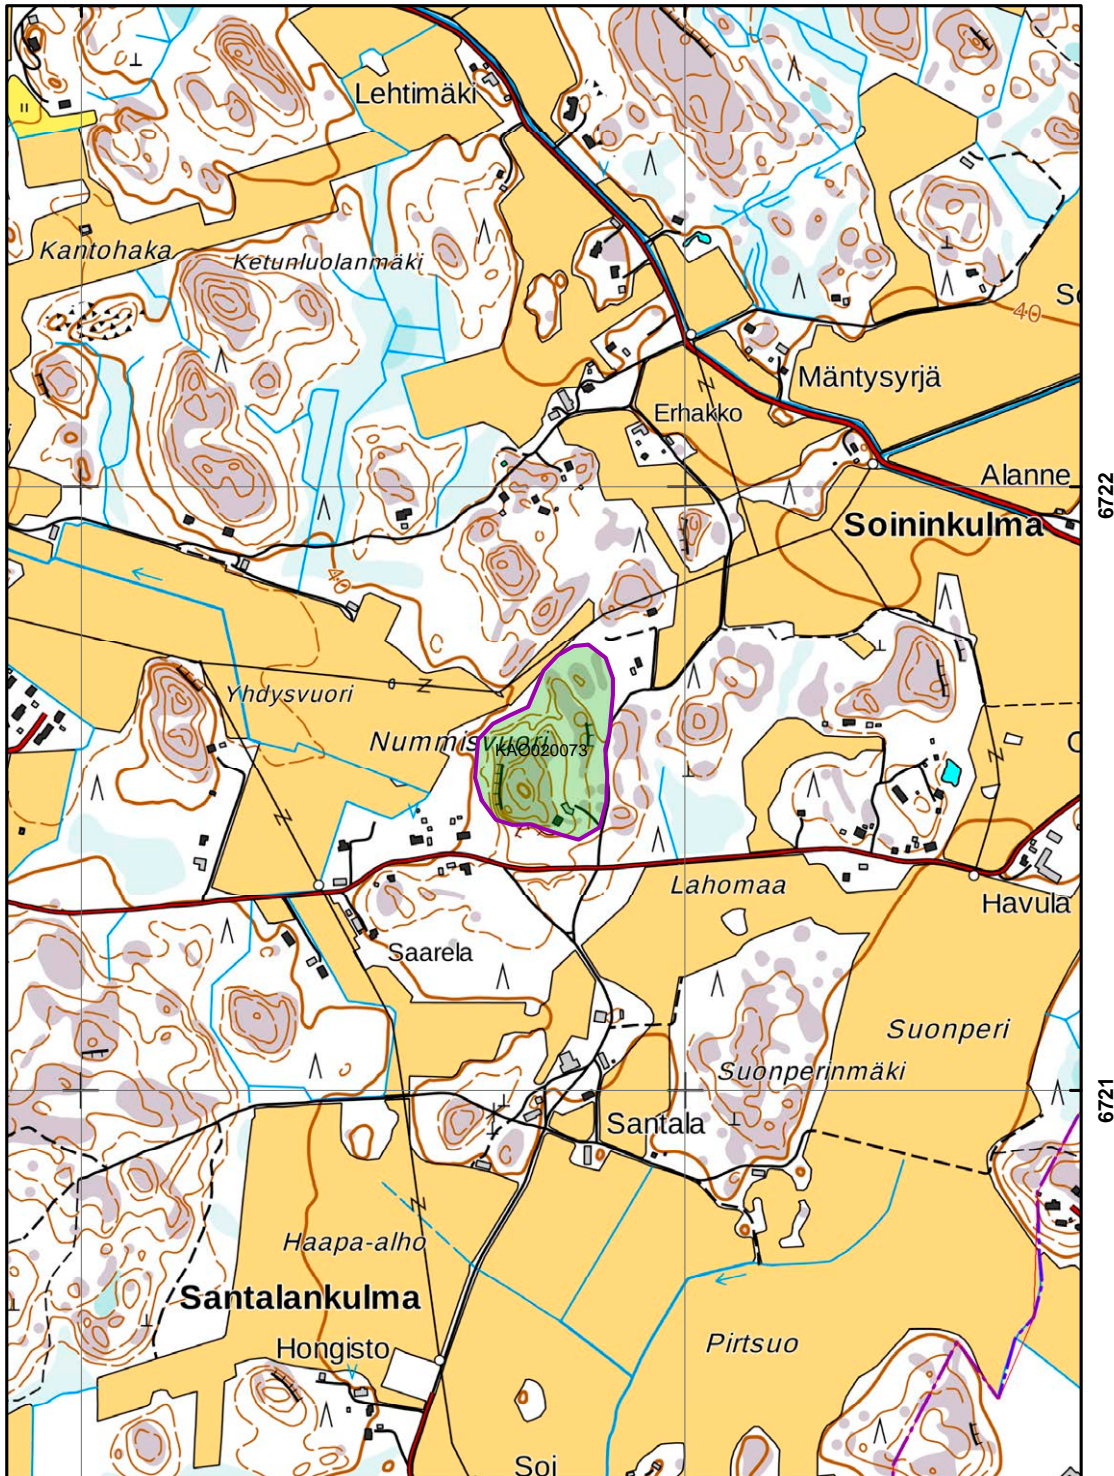 Lehtimäki
Kantohaka
Ketunluolanmäki
40
Mäntysyrjä
Erhakko
Alanne
6722
Soininkulma
40
Yhdysvuori
Nummisvuori
KAO020073
Lahomaa
Havula
Saarela
Suonperi
Suonperinmäki
6721
Santala
Haapa-alho
Santalankulma
Hongisto
Pirtsuo
Soi